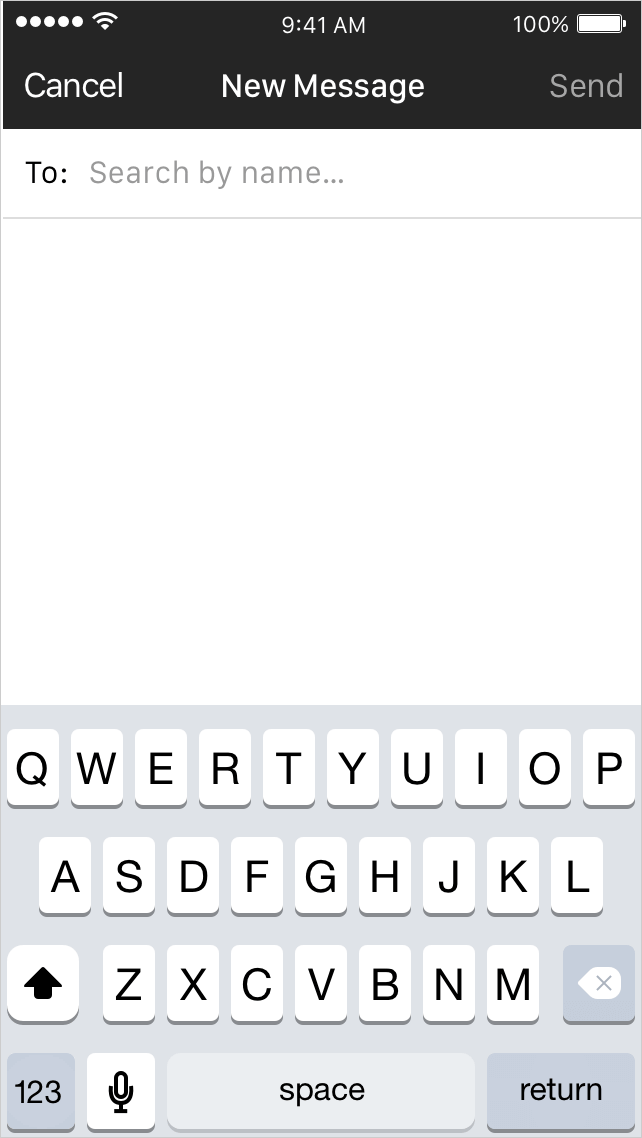 9:41 AM 100%
Cancel New Message Send
To: Search by name...
Q W E R T Y U I O P
A S D F G H J K L
Z X C V B N M
123 space return